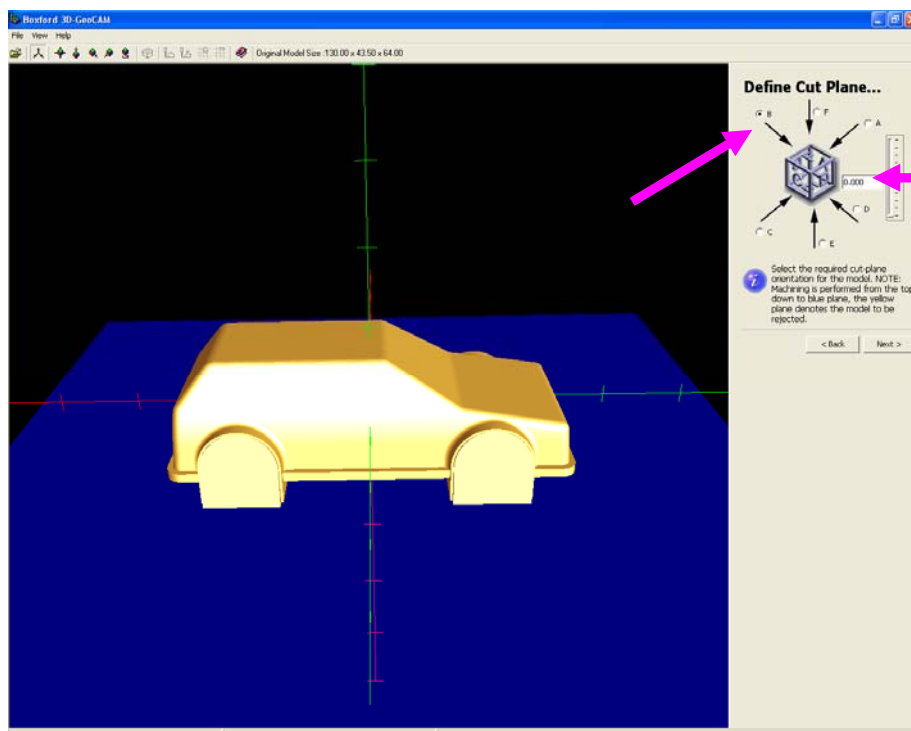 Boxford 3D-GeoCAM
File View Help
Original Model Size :130.00 x 43.50 x 64.00
Define Cut Plane...
B
F
A
0.000
D
C
E
Select the required cut-plane
orientation for the model. NOTE:
Machining is performed from the top
down to blue plane, the yellow
plane denotes the model to be
rejected.
< Back Next >